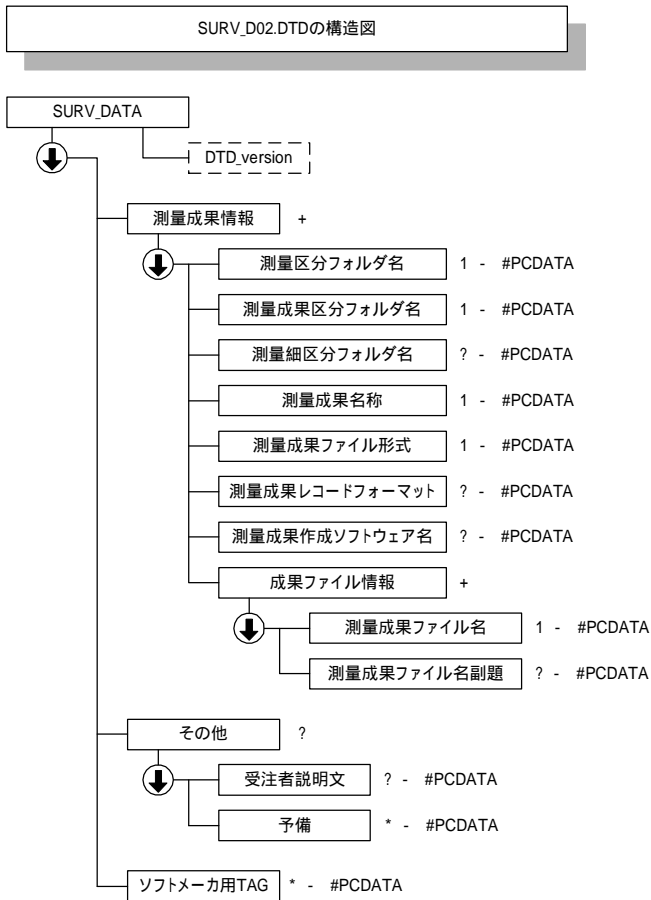 SURV_D02.DTDの構造図
SURV_DATA
DTD_version
測量成果情報 +
測量区分フォルダ名 1 - #PCDATA
測量成果区分フォルダ名 1 - #PCDATA
測量細区分フォルダ名 ? - #PCDATA
測量成果名称 1 - #PCDATA
測量成果ファイル形式 1 - #PCDATA
測量成果レコードフォーマット ? - #PCDATA
測量成果作成ソフトウェア名 ? - #PCDATA
成果ファイル情報 +
測量成果ファイル名 1 - #PCDATA
測量成果ファイル名副題 ? - #PCDATA
その他 ?
受注者説明文 ? - #PCDATA
予備 * - #PCDATA
ソフトメーカ用TAG * - #PCDATA